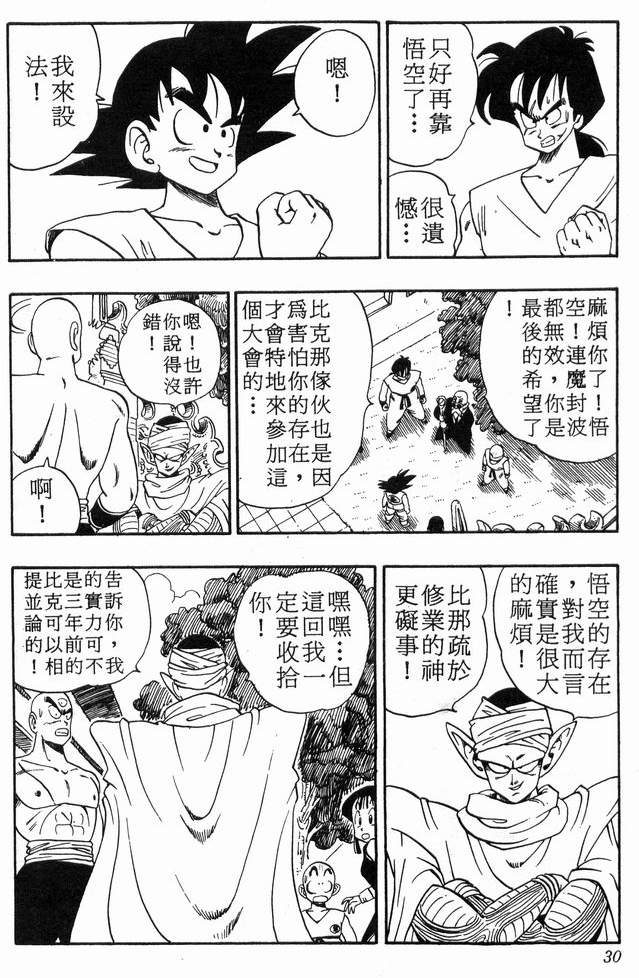 只好再靠
悟空了…
很遺
憾…
嗯！
我來設
法！
麻煩你了！悟
空！連魔封波
都無效，你是
最後的希望了
！
比克那傢伙也是因
為害怕你的存在，
才會特地來參加這
個大會的…
嗯！也許
你說得沒
錯！
啊！
悟空的存在
，對我而言
確實是很大
的麻煩！
比那疏於
修業的神
更礙事！
嘿嘿…但
這回我一
定要收拾
你！
告訴你，我
的實力可不
是三年前的
比克可以相
提並論的！
30